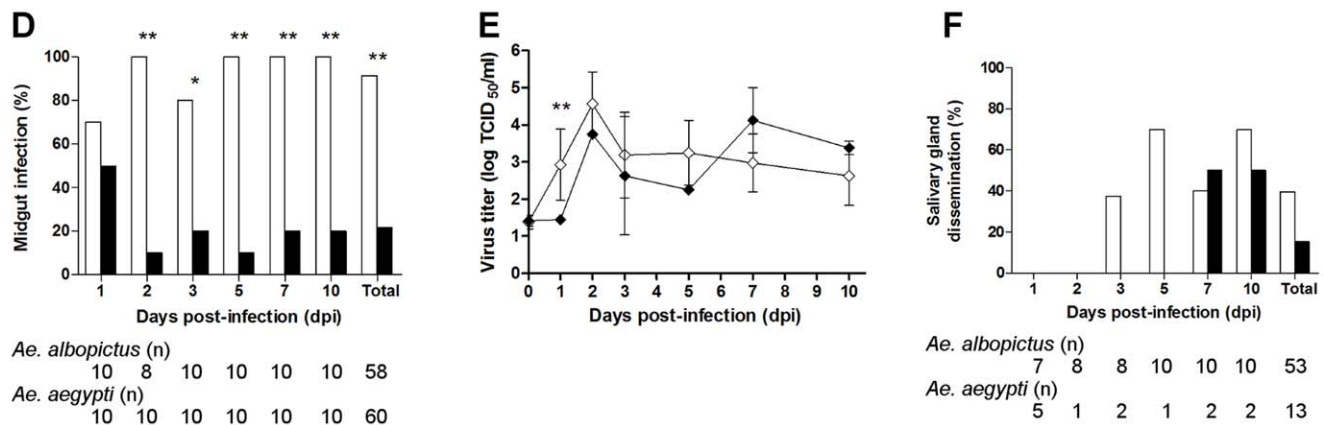 D
** ** ** ** **
*
100
80
60
40
20
0
Midgut infection (%)
1 2 3 5 7 10 Total
Days post-infection (dpi)
Ae. albopictus (n)
10 8 10 10 10 10 58
Ae. aegypti (n)
10 10 10 10 10 10 60
E
6
5
4
3
2
1
0
**
Virus titer (log TCID50/ml)
0 1 2 3 4 5 6 7 8 9 10
Days post-infection (dpi)
F
100
80
60
40
20
0
Salivary gland
dissemination (%)
1 2 3 5 7 10 Total
Days post-infection (dpi)
Ae. albopictus (n)
7 8 8 10 10 10 53
Ae. aegypti (n)
5 1 2 1 2 2 13